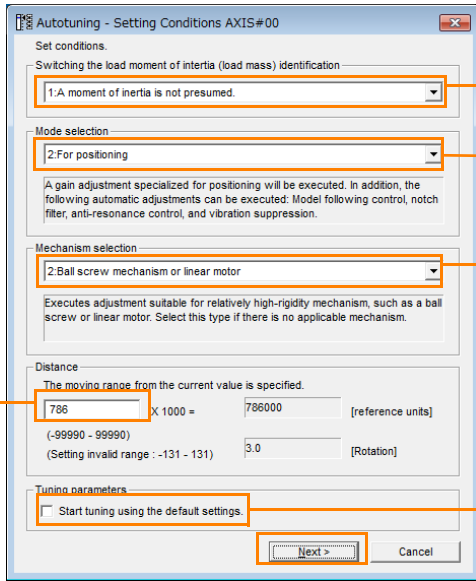 Autotuning - Setting Conditions AXIS#00
Set conditions.
Switching the load moment of intertia (load mass) identification
1:A moment of inertia is not presumed.
Mode selection
2:For positioning
A gain adjustment specialized for positioning will be executed. In addition, the
following automatic adjustments can be executed: Model following control, notch
filter, anti-resonance control, and vibration suppression.
Mechanism selection
2:Ball screw mechanism or linear motor
Executes adjustment suitable for relatively high-rigidity mechanism, such as a ball
screw or linear motor. Select this type if there is no applicable mechanism.
Distance
The moving range from the current value is specified.
786 X 1000 = 786000 [reference units]
(-99990 - 99990)
(Setting invalid range : -131 - 131) 3.0 [Rotation]
Tuning parameters
Start tuning using the default settings.
Next > Cancel